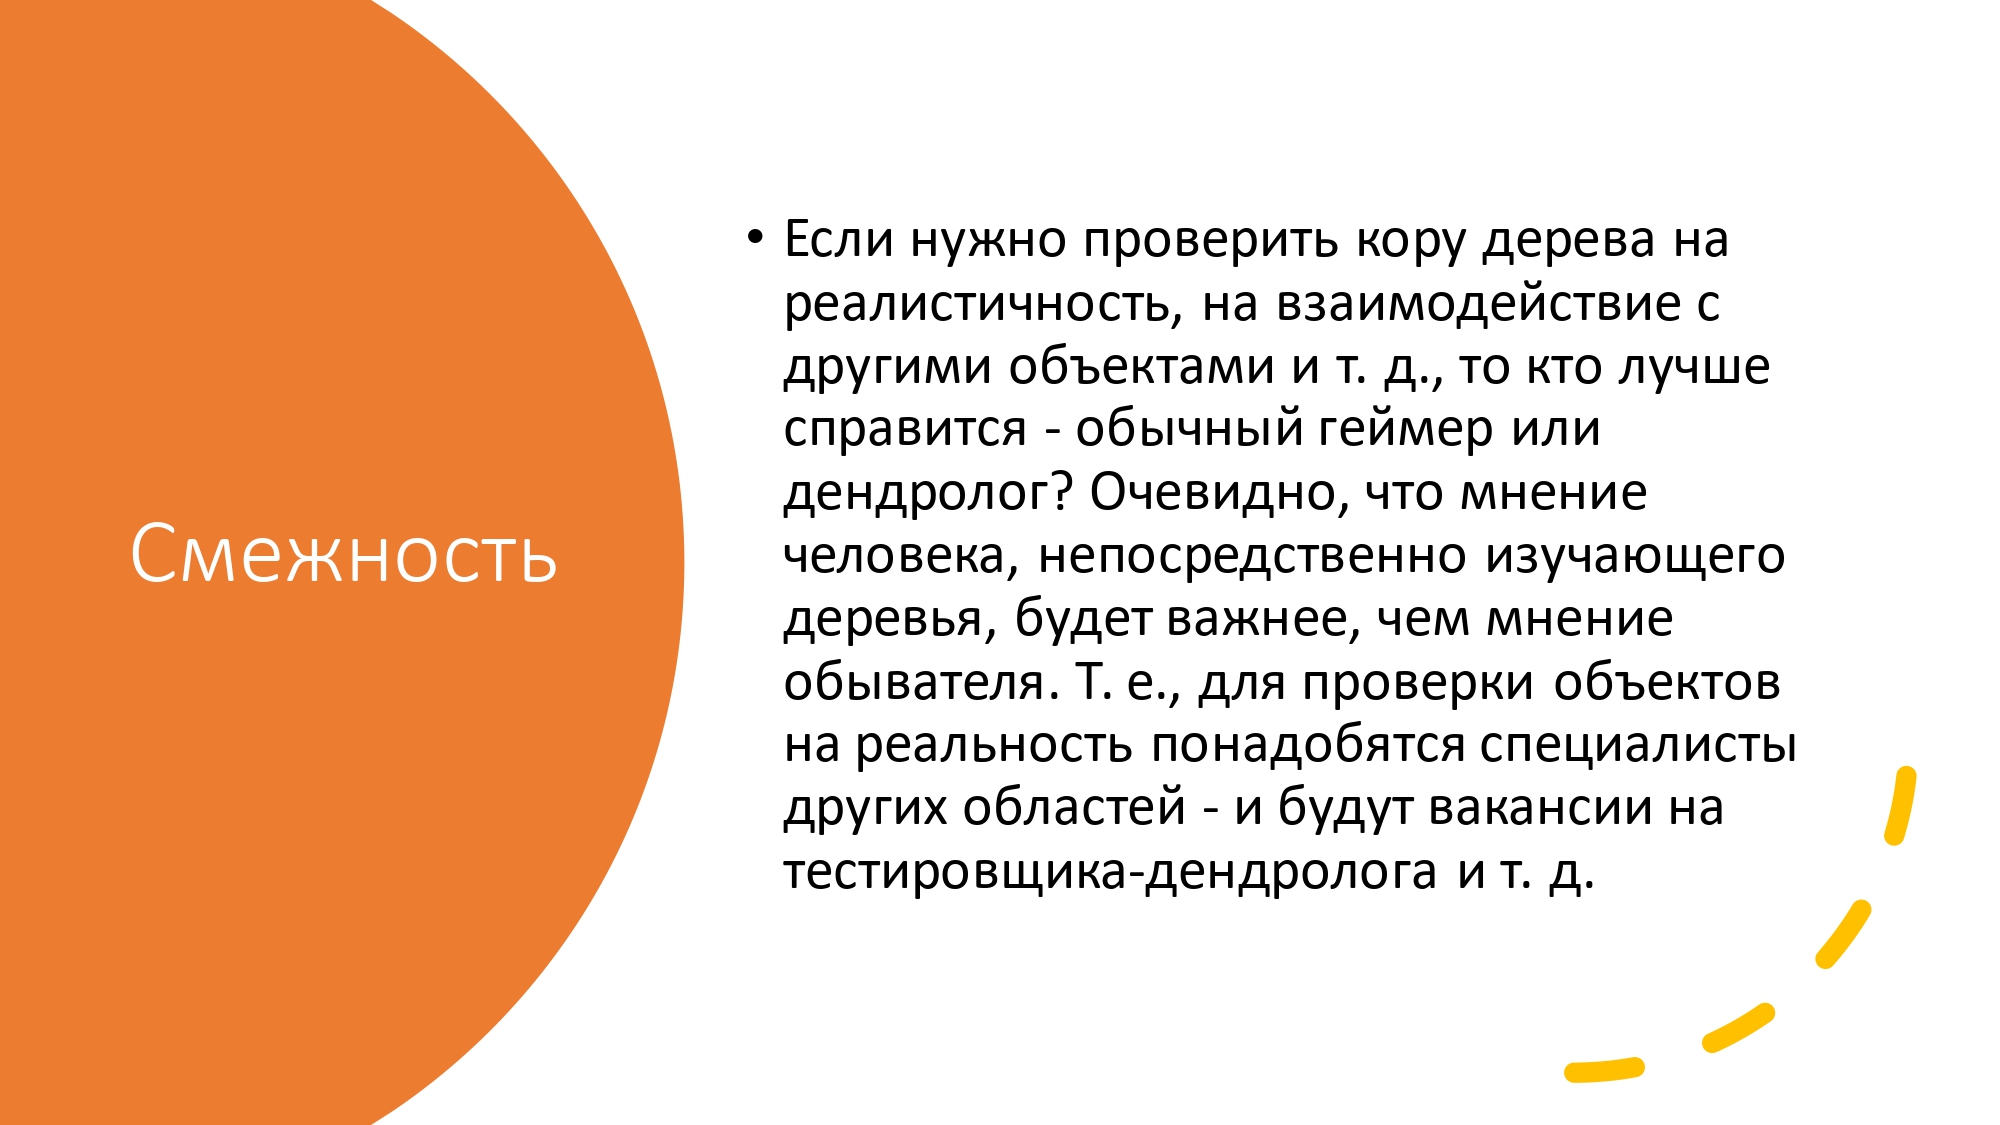 Смежность
• Если нужно проверить кору дерева на
реалистичность, на взаимодействие с
другими объектами и т. д., то кто лучше
справится - обычный геймер или
дендролог? Очевидно, что мнение
человека, непосредственно изучающего
деревья, будет важнее, чем мнение
обывателя. Т. е., для проверки объектов
на реальность понадобятся специалисты
других областей - и будут вакансии на
тестировщика-дендролога и т. д.